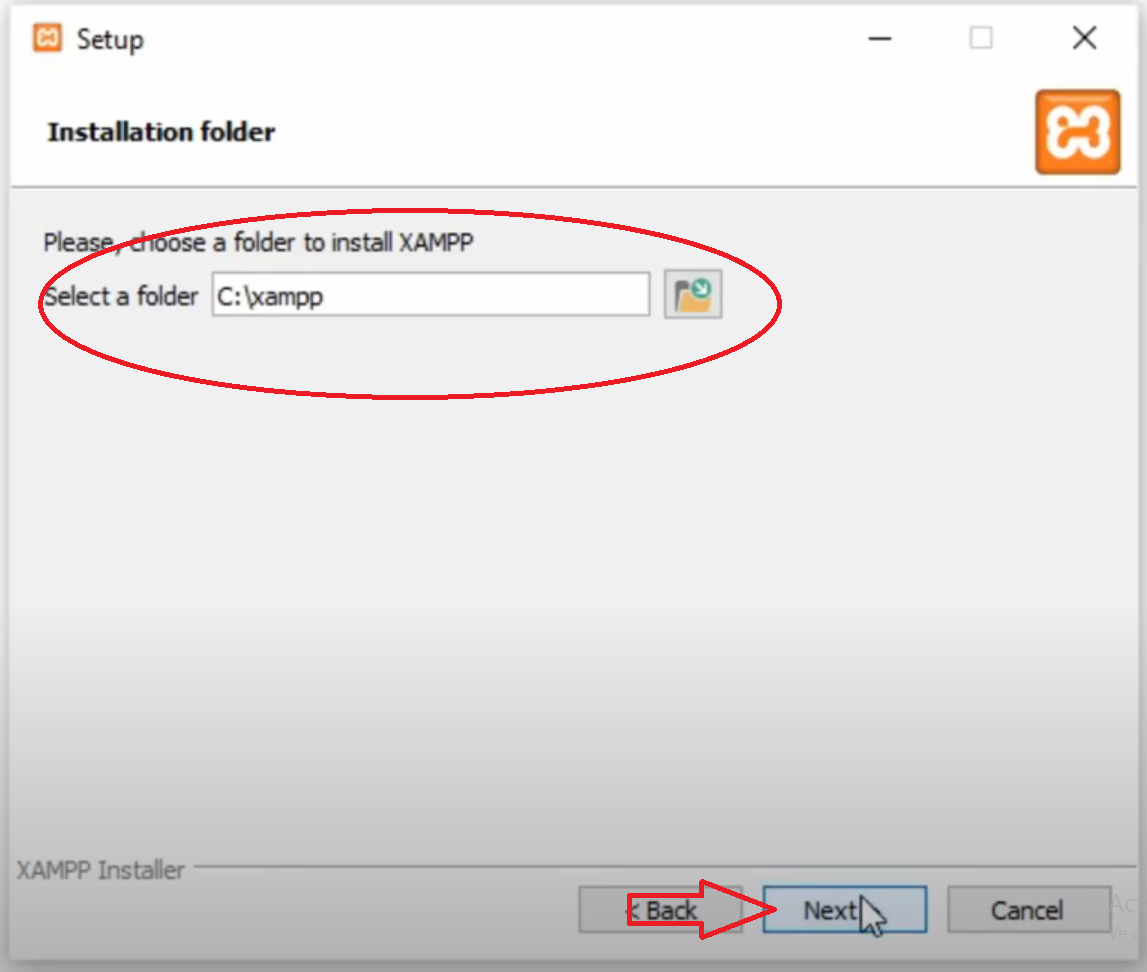 Setup
Installation folder
Please, choose a folder to install XAMPP
Select a folder C:\xampp
XAMPP Installer
< Back Next Cancel